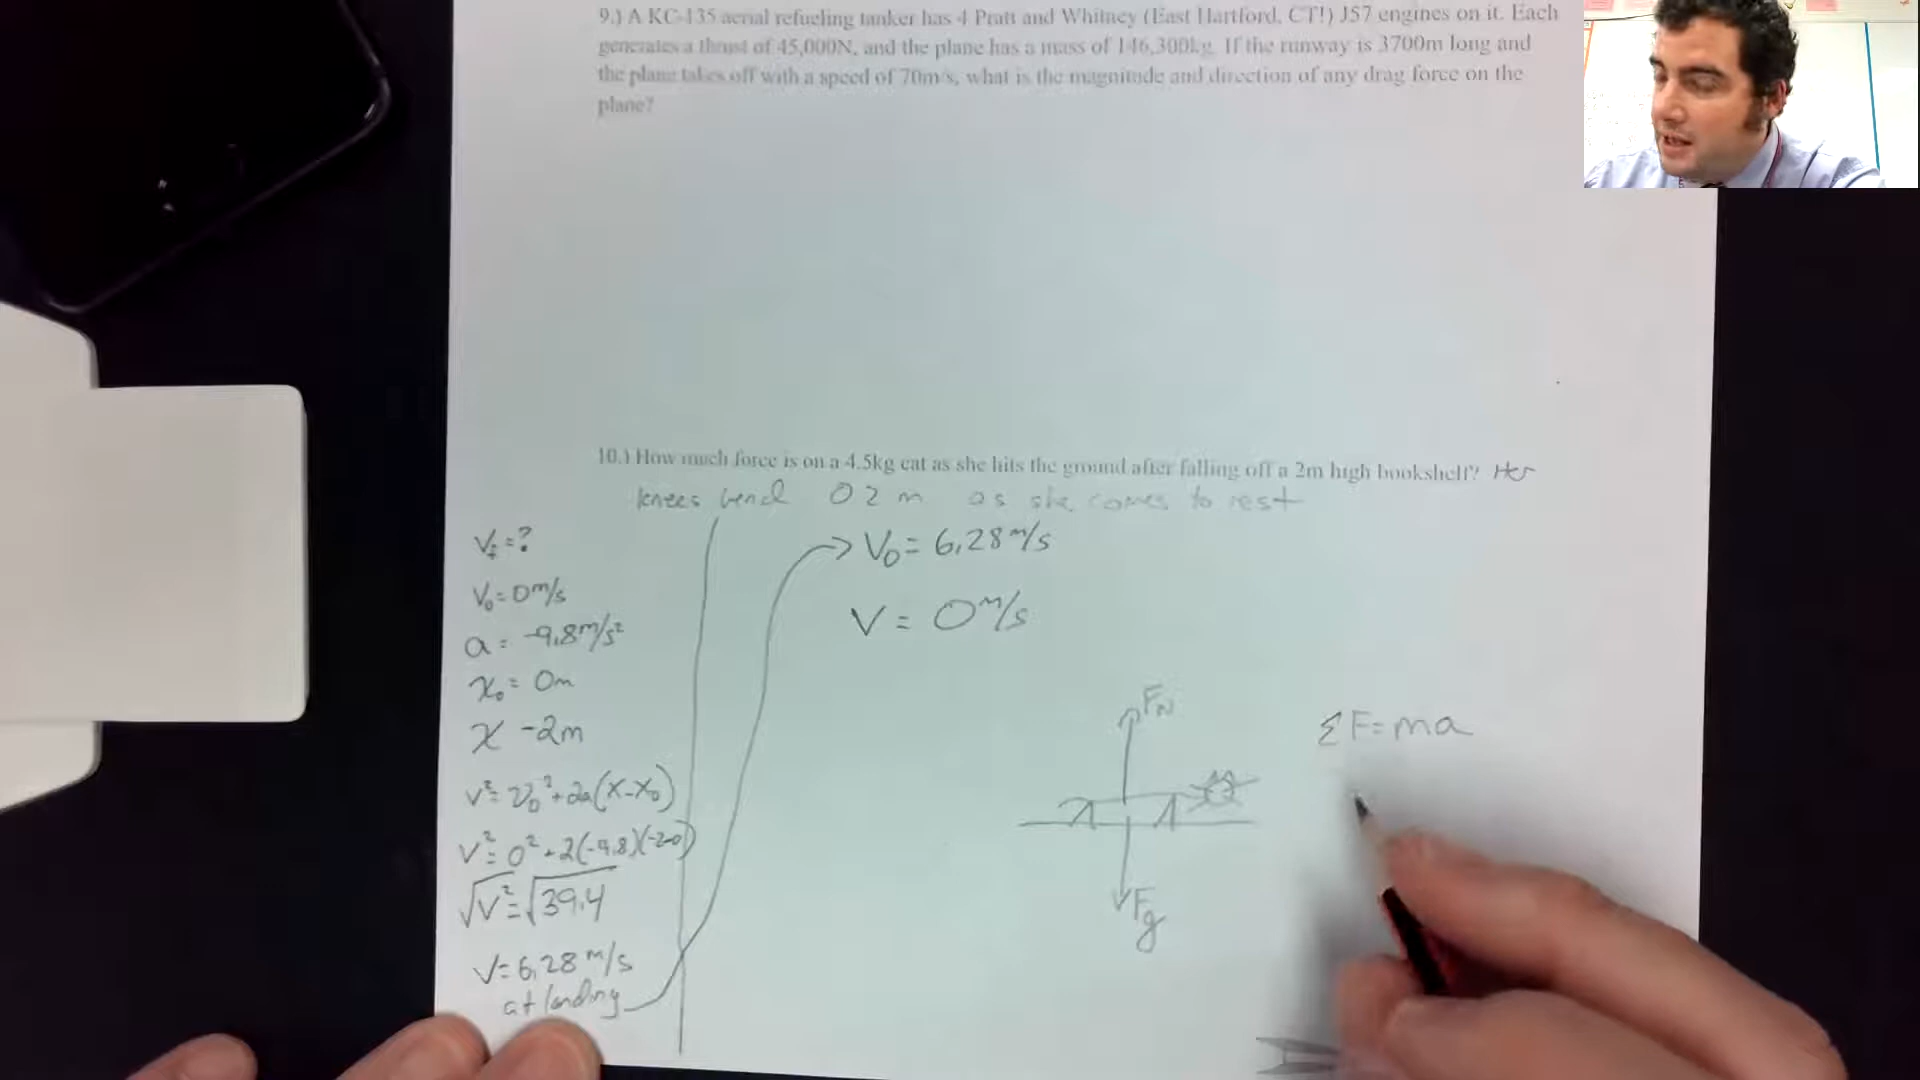 9.) A KC-135 aerial refueling tanker has 4 Pratt and Whitney (East Hartford, CT!) J57 engines on it. Each
generates a thrust of 45,000N, and the plane has a mass of 146,300kg. If the runway is 3700m long and
the plane takes off with a speed of 70m/s, what is the magnitude and direction of any drag force on the
plane?
10.) How much force is on a 4.5kg cat as she hits the ground after falling off a 2m high bookshelf? Her
knees bend 0.2 m as she comes to rest
Vf = ?
V₀ = 0 m/s
a = -9.8 m/s²
x₀ = 0m
x -2m
v² = v₀² + 2a(x-x₀)
v² = 0² + 2(-9.8)(-2-0)
√v² = √39.4
V = 6.28 m/s
at landing
V₀ = 6.28 m/s
V = 0 m/s
FN
Fg
ΣF = ma